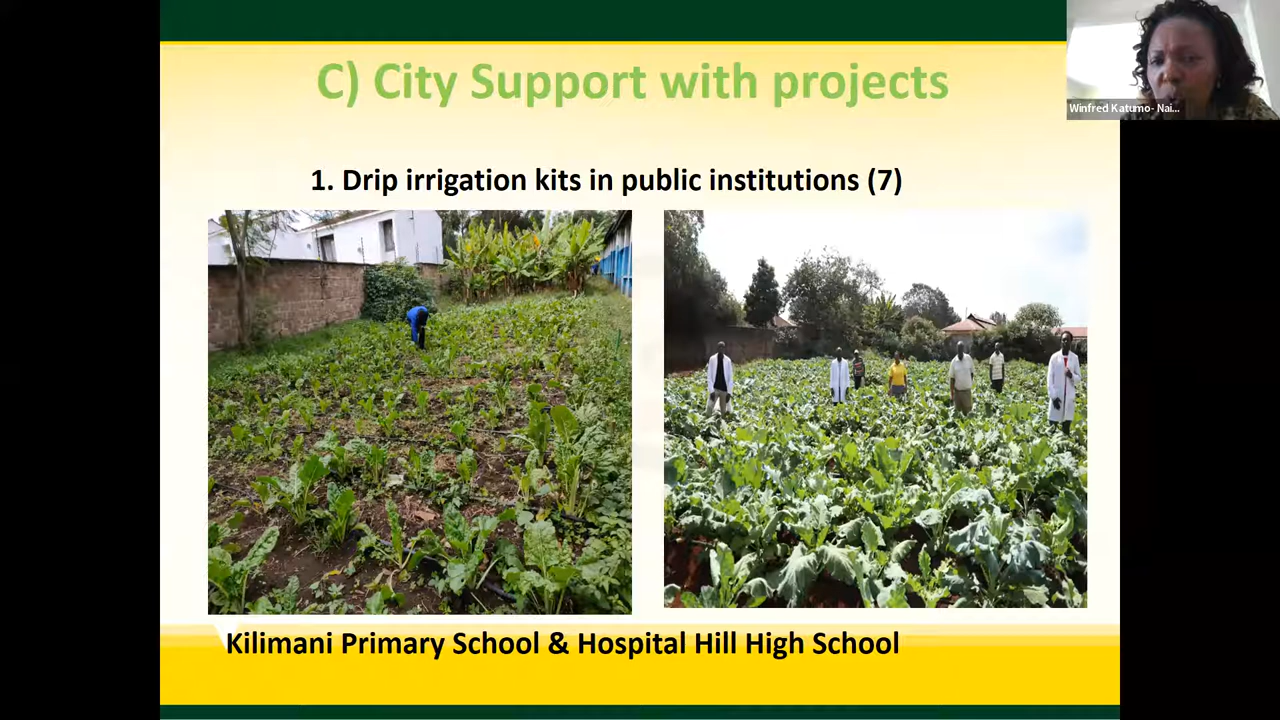 C) City Support with projects
Winfred Katumo- Nai...
1. Drip irrigation kits in public institutions (7)
Kilimani Primary School & Hospital Hill High School